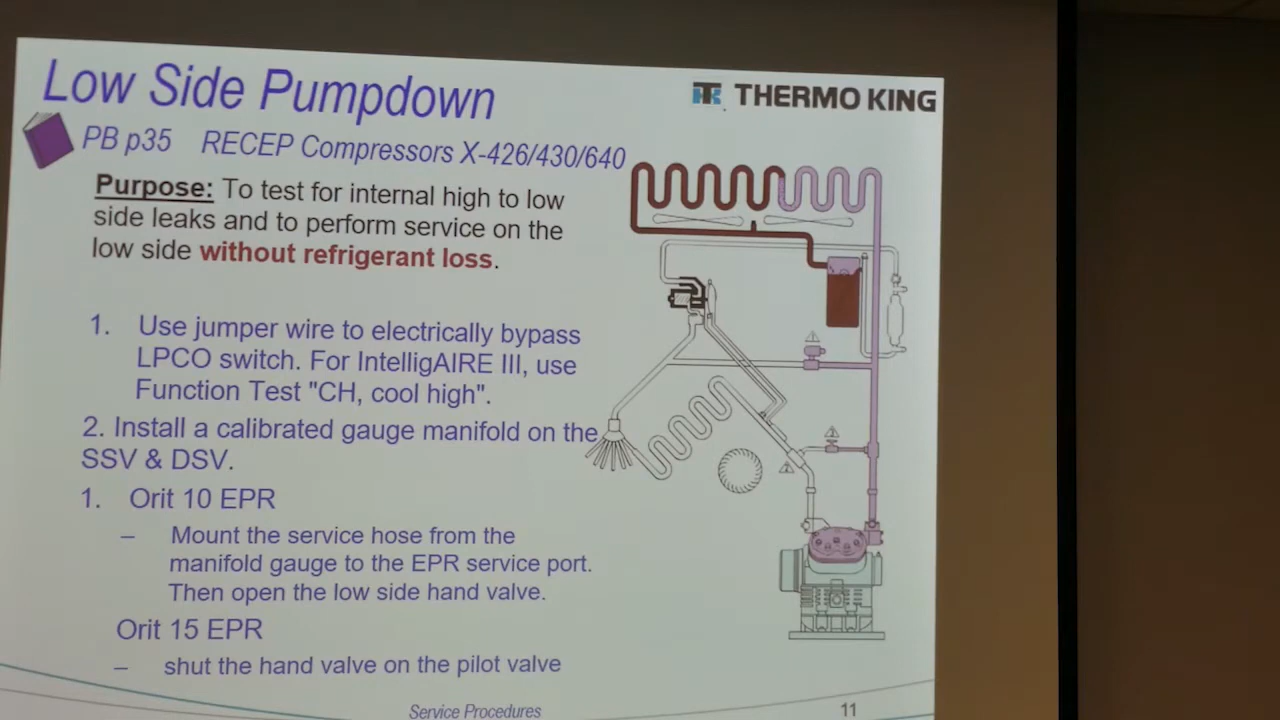 Low Side Pumpdown
THERMO KING
PB p35 RECEP Compressors X-426/430/640
Purpose: To test for internal high to low
side leaks and to perform service on the
low side without refrigerant loss.
1. Use jumper wire to electrically bypass
LPCO switch. For IntelligAIRE III, use
Function Test "CH, cool high".
2. Install a calibrated gauge manifold on the
SSV & DSV.
1. Orit 10 EPR
– Mount the service hose from the
manifold gauge to the EPR service port.
Then open the low side hand valve.
Orit 15 EPR
– shut the hand valve on the pilot valve
Service Procedures
11